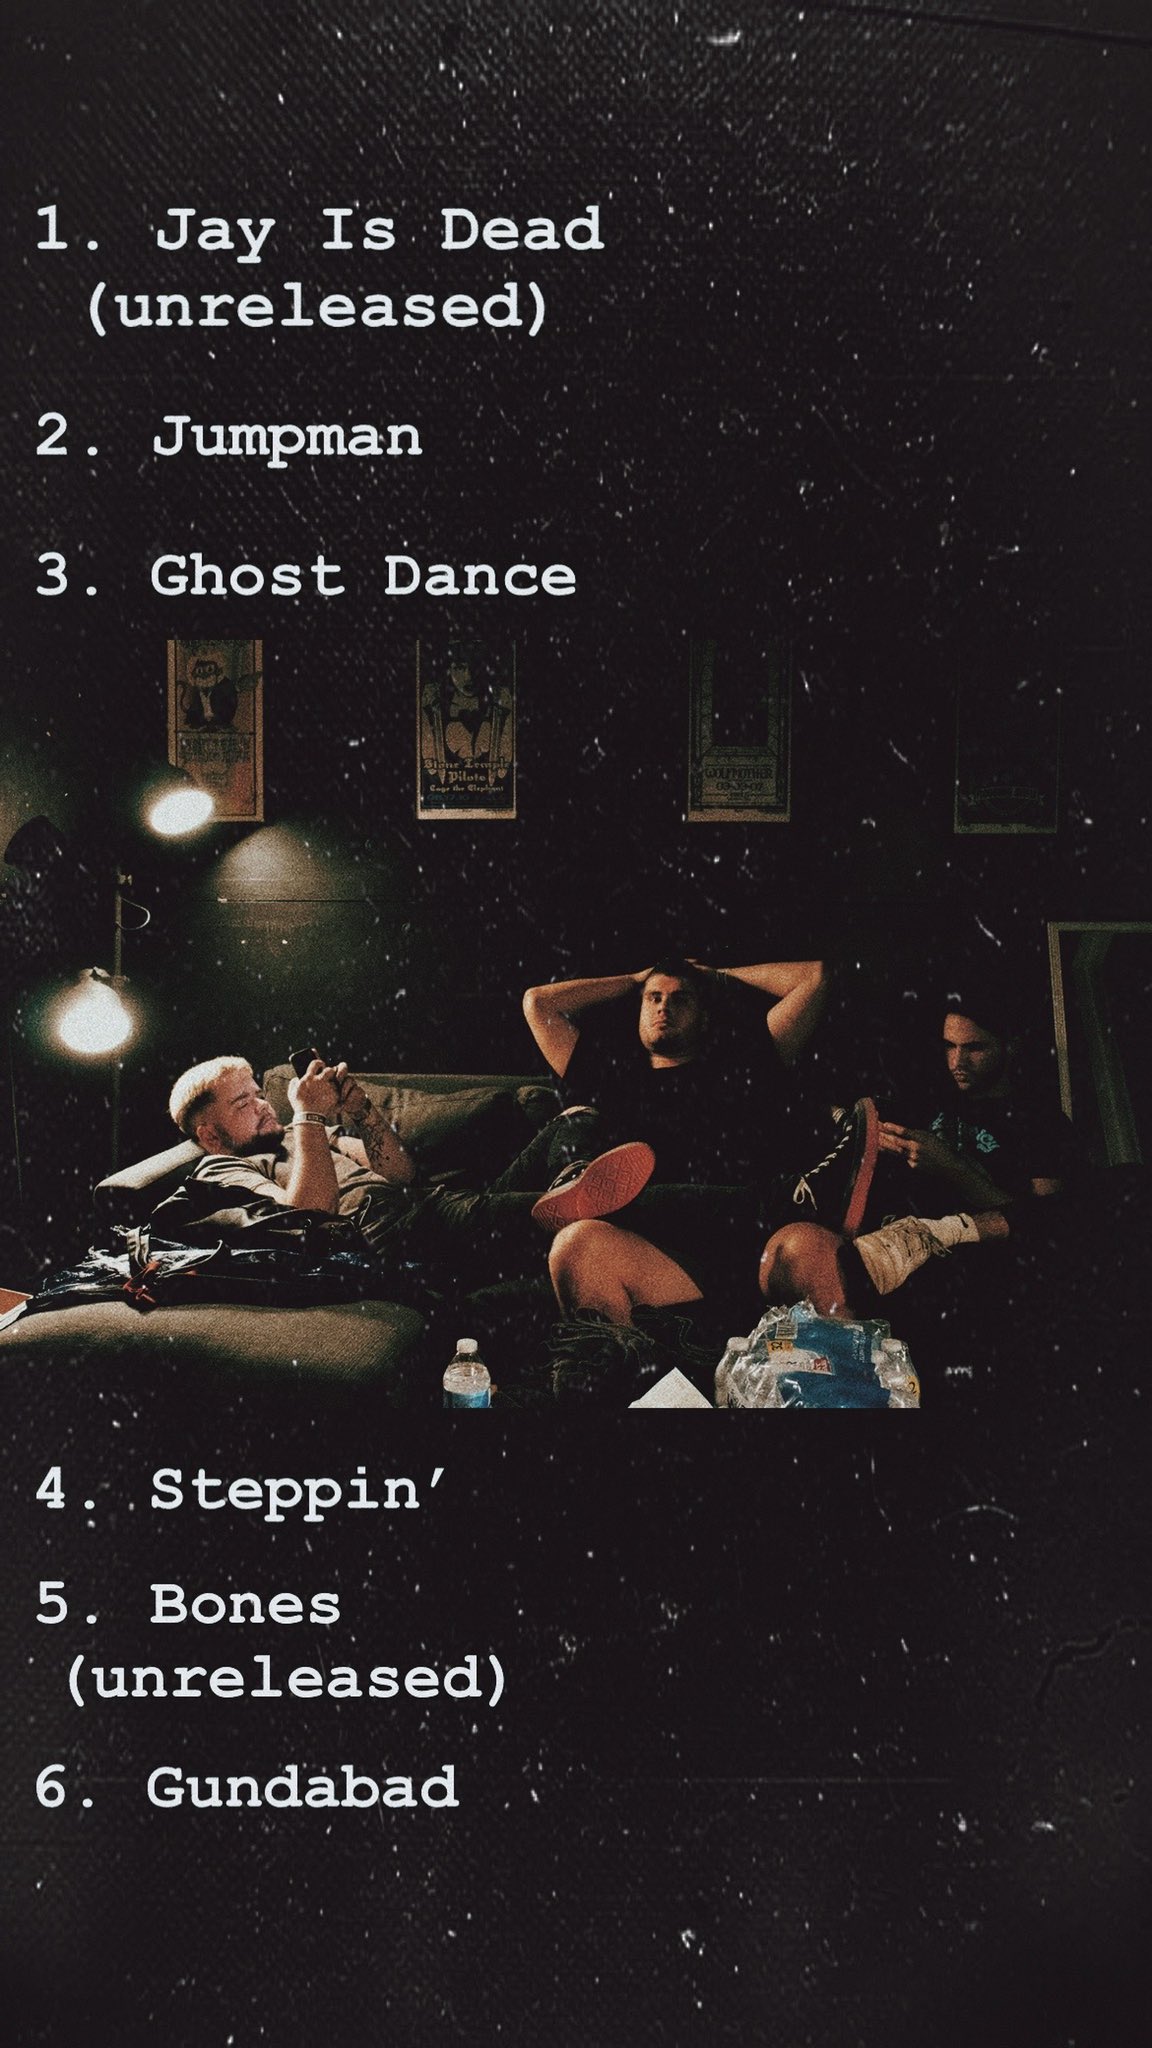 1. Jay Is Dead
(unreleased)
2. Jumpman
3. Ghost Dance
Stone Temple
Pilots
Cage the Elephant
WOLFMOTHER
4. Steppin'
5. Bones
(unreleased)
6. Gundabad